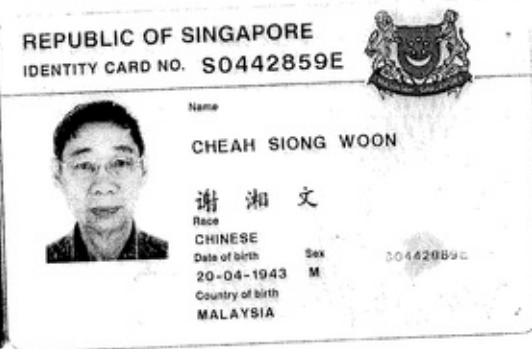 REPUBLIC OF SINGAPORE
IDENTITY CARD NO. S0442859E
Name
CHEAH SIONG WOON
谢 湘 文
Race
CHINESE
Date of birth Sex
20-04-1943 M
Country of birth
MALAYSIA